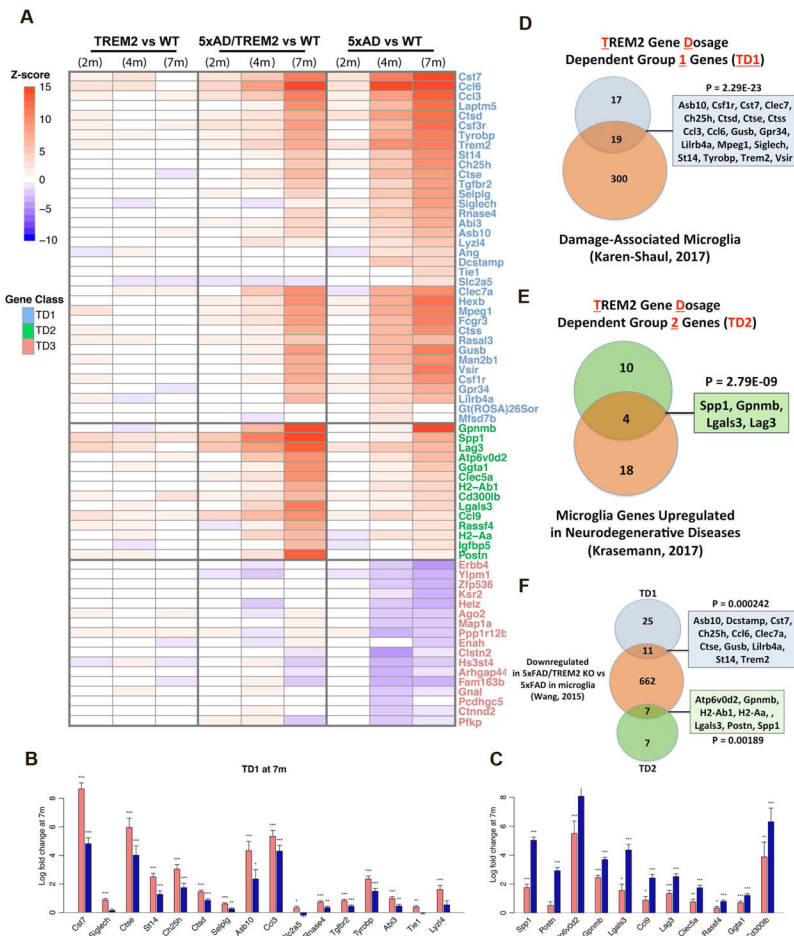 A
TREM2 vs WT
5xAD/TREM2 vs WT
5xAD vs WT
(2m) (4m) (7m) (2m) (4m) (7m) (2m) (4m) (7m)
Z-score
15
10
5
0
−5
−10
Gene Class
TD1
TD2
TD3
Cst7
Ccl6
Ccl3
Laptm5
Ctsd
Csf3r
Tyrobp
Trem2
St14
Ch25h
Ctse
Tgfbr2
Selplg
Siglech
Rnase4
Abi3
Asb10
Lyzl4
Ang
Dcstamp
Tie1
Slc2a5
Clec7a
Hexb
Mpeg1
Fcgr3
Ctss
Rasal3
Gusb
Man2b1
Vsir
Csf1r
Gpr34
Lilrb4a
Gt(ROSA)26Sor
Mfsd7b
Gpnmb
Spp1
Lag3
Atp6v0d2
Ggta1
Clec5a
H2−Ab1
Cd300lb
Lgals3
Ccl9
Rassf4
H2−Aa
Igfbp5
Postn
Erbb4
Ylpm1
Zfp536
Ksr2
Helz
Ago2
Map1a
Ppp1r12b
Enah
Clstn2
Hs3st4
Arhgap44
Fam163b
Gnal
Pcdhgc5
Ctnnd2
Pfkp
D
TREM2 Gene Dosage
Dependent Group 1 Genes (TD1)
P = 2.29E-23
17
19
300
Asb10, Csf1r, Cst7, Clec7,
Ch25h, Ctsd, Ctse, Ctss
Ccl3, Ccl6, Gusb, Gpr34,
Lilrb4a, Mpeg1, Siglech,
St14, Tyrobp, Trem2, Vsir
Damage-Associated Microglia
(Karen-Shaul, 2017)
E
TREM2 Gene Dosage
Dependent Group 2 Genes (TD2)
P = 2.79E-09
10
4
18
Spp1, Gpnmb,
Lgals3, Lag3
Microglia Genes Upregulated
in Neurodegenerative Diseases
(Krasemann, 2017)
F
TD1
P = 0.000242
25
11
662
7
7
Asb10, Dcstamp, Cst7,
Ch25h, Ccl6, Clec7a,
Ctse, Gusb, Lilrb4a,
St14, Trem2
Downregulated
in 5xFAD/TREM2 KO vs
5xFAD in microglia
(Wang, 2015)
Atp6v0d2, Gpnmb,
H2-Ab1, H2-Aa, ,
Lgals3, Postn, Spp1
P = 0.00189
TD2
B
TD1 at 7m
Log fold change at 7m
0 2 4 6 8
Cst7 Siglech Ctse St14 Ch25h Ctsd Selplg Asb10 Ccl3 Slc2a5 Rnase4 Tgfbr2 Tyrobp Abi3 Tie1 Lyzl4
C
Log fold change at 7m
0 2 4 6 8
Spp1 Postn Gpnmb Lgals3 Ccl9 Lag3 Clec5a Rassf4 Ggta1 Cd300lb